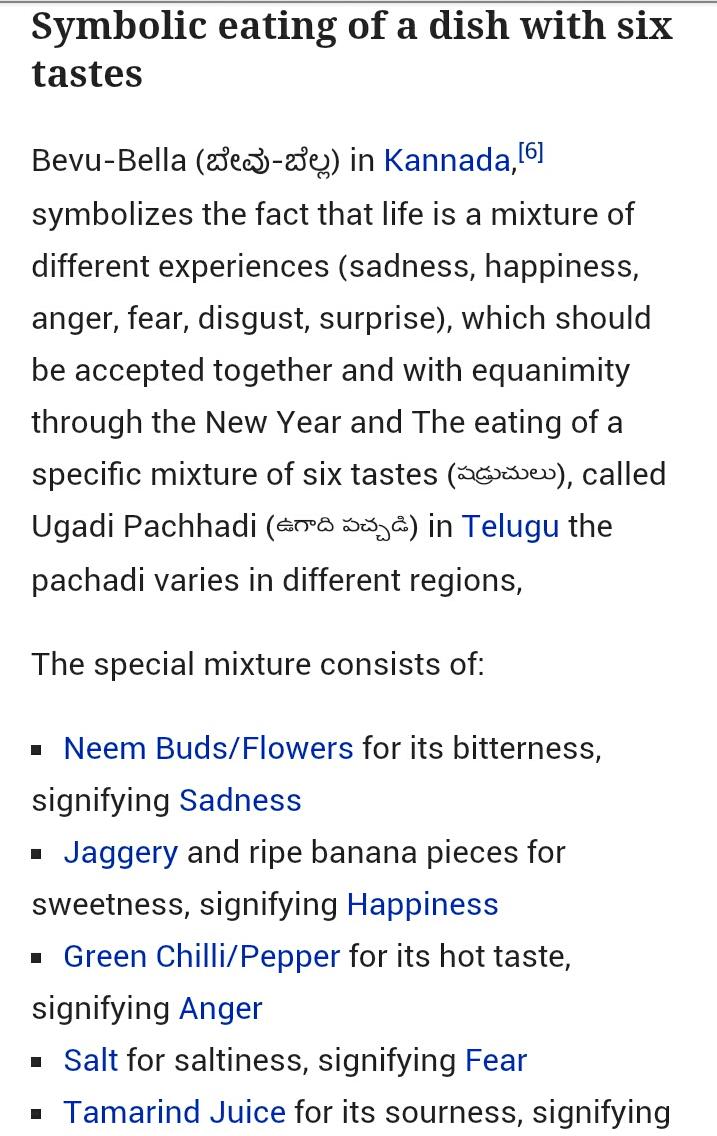 Symbolic eating of a dish with six
tastes
Bevu-Bella (ಬೇವು-ಬೆಲ್ಲ) in Kannada,[6]
symbolizes the fact that life is a mixture of
different experiences (sadness, happiness,
anger, fear, disgust, surprise), which should
be accepted together and with equanimity
through the New Year and The eating of a
specific mixture of six tastes (షడ్రుచులు), called
Ugadi Pachhadi (ఉగాది పచ్చడి) in Telugu the
pachadi varies in different regions,
The special mixture consists of:
▪ Neem Buds/Flowers for its bitterness,
signifying Sadness
▪ Jaggery and ripe banana pieces for
sweetness, signifying Happiness
▪ Green Chilli/Pepper for its hot taste,
signifying Anger
▪ Salt for saltiness, signifying Fear
▪ Tamarind Juice for its sourness, signifying